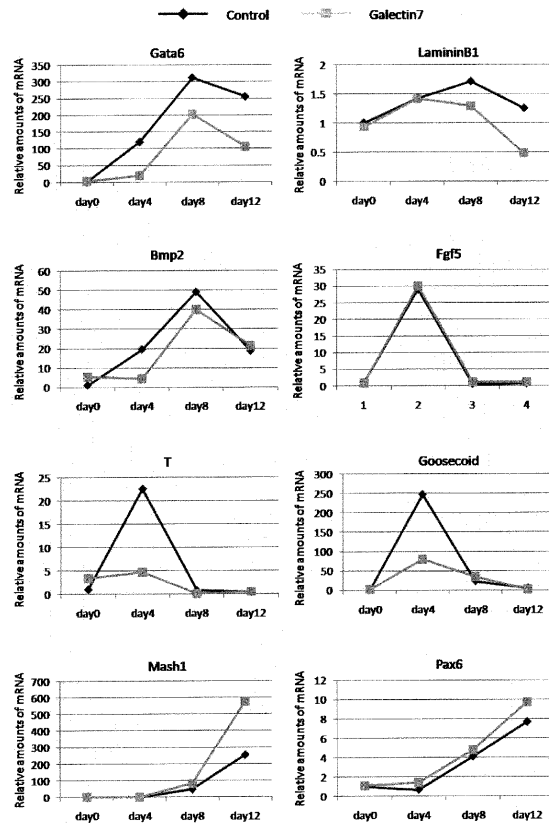 Control Galectin7
Gata6
Relative amounts of mRNA
350
300
250
200
150
100
50
0
day0 day4 day8 day12
LamininB1
Relative amounts of mRNA
2
1.5
1
0.5
0
day0 day4 day8 day12
Bmp2
Relative amounts of mRNA
60
50
40
30
20
10
0
day0 day4 day8 day12
Fgf5
Relative amounts of mRNA
35
30
25
20
15
10
5
0
1 2 3 4
T
Relative amounts of mRNA
25
20
15
10
5
0
day0 day4 day8 day12
Goosecoid
Relative amounts of mRNA
300
250
200
150
100
50
0
day0 day4 day8 day12
Mash1
Relative amounts of mRNA
700
600
500
400
300
200
100
0
day0 day4 day8 day12
Pax6
Relative amounts of mRNA
12
10
8
6
4
2
0
day0 day4 day8 day12